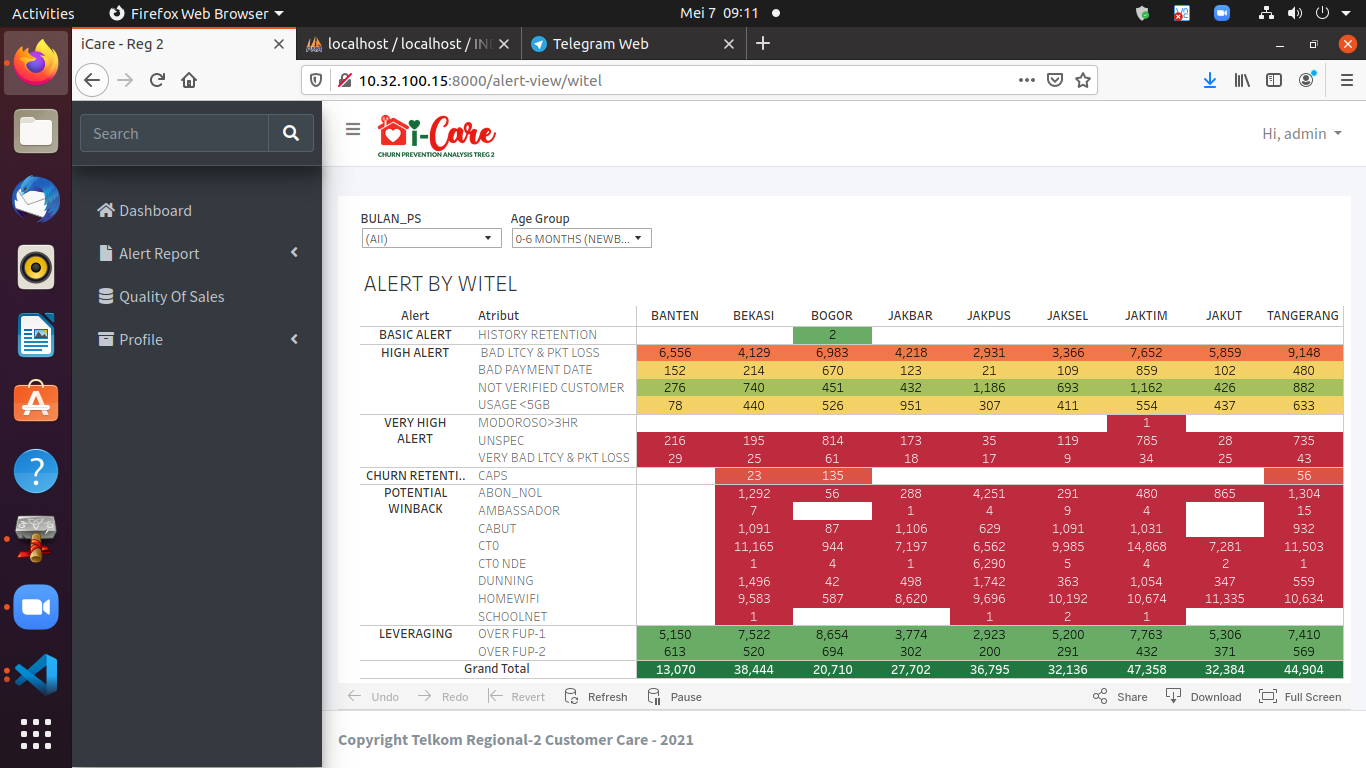 Activities Firefox Web Browser Mei 7 09:11
iCare - Reg 2 localhost / localhost / IN Telegram Web
10.32.100.15:8000/alert-view/witel
Search
i-Care
CHURN PREVENTION ANALYSIS TREG 2
Hi, admin
Dashboard
Alert Report
Quality Of Sales
Profile
BULAN_PS Age Group
(All) 0-6 MONTHS (NEWB...
ALERT BY WITEL
Alert Atribut BANTEN BEKASI BOGOR JAKBAR JAKPUS JAKSEL JAKTIM JAKUT TANGERANG
BASIC ALERT HISTORY RETENTION 2
HIGH ALERT BAD LTCY & PKT LOSS 6,556 4,129 6,983 4,218 2,931 3,366 7,652 5,859 9,148
BAD PAYMENT DATE 152 214 670 123 21 109 859 102 480
NOT VERIFIED CUSTOMER 276 740 451 432 1,186 693 1,162 426 882
USAGE <5GB 78 440 526 951 307 411 554 437 633
VERY HIGH ALERT MODOROSO>3HR 1
UNSPEC 216 195 814 173 35 119 785 28 735
VERY BAD LTCY & PKT LOSS 29 25 61 18 17 9 34 25 43
CHURN RETENTI.. CAPS 23 135 56
POTENTIAL WINBACK ABON_NOL 1,292 56 288 4,251 291 480 865 1,304
AMBASSADOR 7 1 4 9 4 15
CABUT 1,091 87 1,106 629 1,091 1,031 932
CT0 11,165 944 7,197 6,562 9,985 14,868 7,281 11,503
CT0 NDE 1 4 1 6,290 5 4 2 1
DUNNING 1,496 42 498 1,742 363 1,054 347 559
HOMEWIFI 9,583 587 8,620 9,696 10,192 10,674 11,335 10,634
SCHOOLNET 1 1 2 1
LEVERAGING OVER FUP-1 5,150 7,522 8,654 3,774 2,923 5,200 7,763 5,306 7,410
OVER FUP-2 613 520 694 302 200 291 432 371 569
Grand Total 13,070 38,444 20,710 27,702 36,795 32,136 47,358 32,384 44,904
Undo Redo Revert Refresh Pause Share Download Full Screen
Copyright Telkom Regional-2 Customer Care - 2021